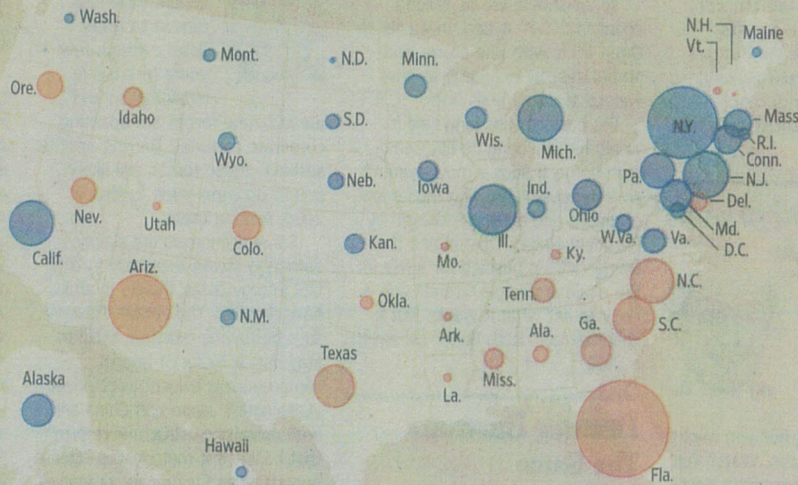 Wash.
N.H.
Maine
Vt.
Mont.
N.D.
Minn.
Ore.
Idaho
S.D.
Wis.
Mich.
N.Y.
Mass
R.I.
Conn.
Wyo.
Neb.
Iowa
Ind.
Ohio
Pa.
N.J.
Del.
Nev.
Utah
Colo.
Kan.
Ill.
W.Va.
Va.
Md.
D.C.
Calif.
Ariz.
Mo.
Ky.
N.M.
Okla.
Tenn.
N.C.
Ark.
Ala.
Ga.
S.C.
Texas
Miss.
La.
Alaska
Hawaii
Fla.